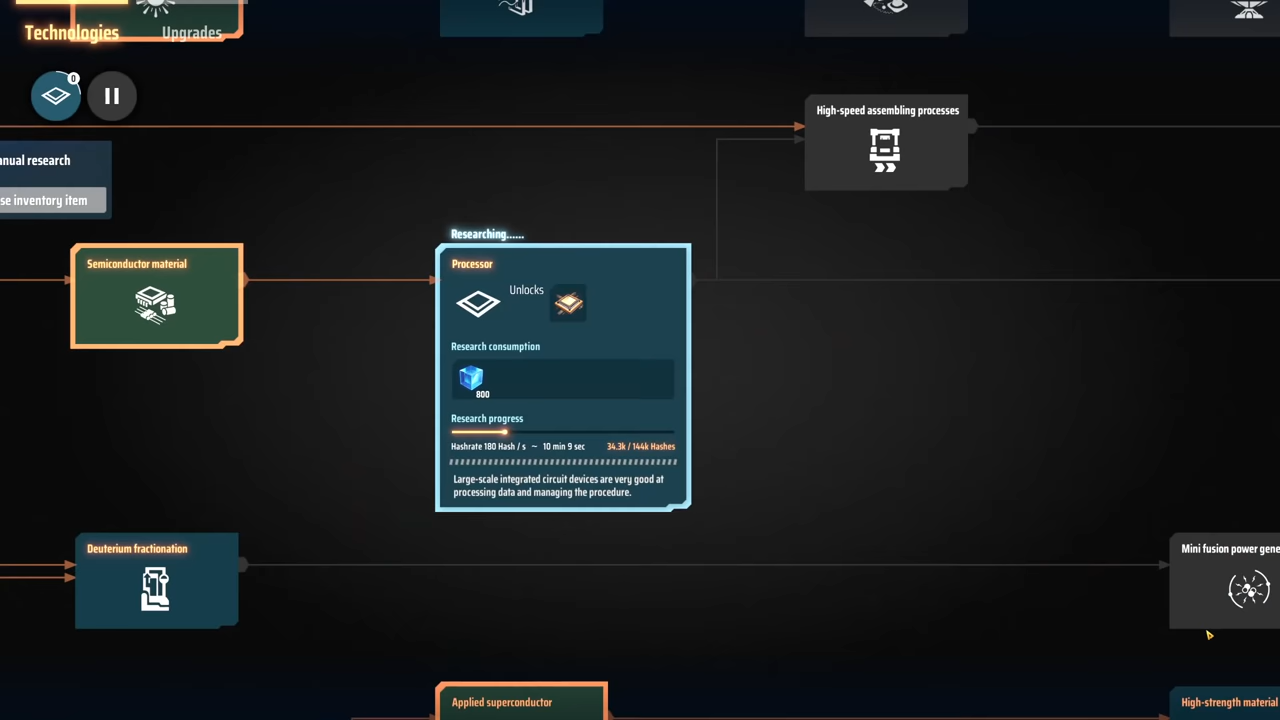 Technologies
Upgrades
0
High-speed assembling processes
anual research
se inventory item
Researching......
Semiconductor material
Processor
Unlocks
Research consumption
800
Research progress
Hashrate 180 Hash / s ~ 10 min 9 sec 34.3k / 144k Hashes
Large-scale integrated circuit devices are very good at
processing data and managing the procedure.
Deuterium fractionation
Mini fusion power gene
Applied superconductor
High-strength material